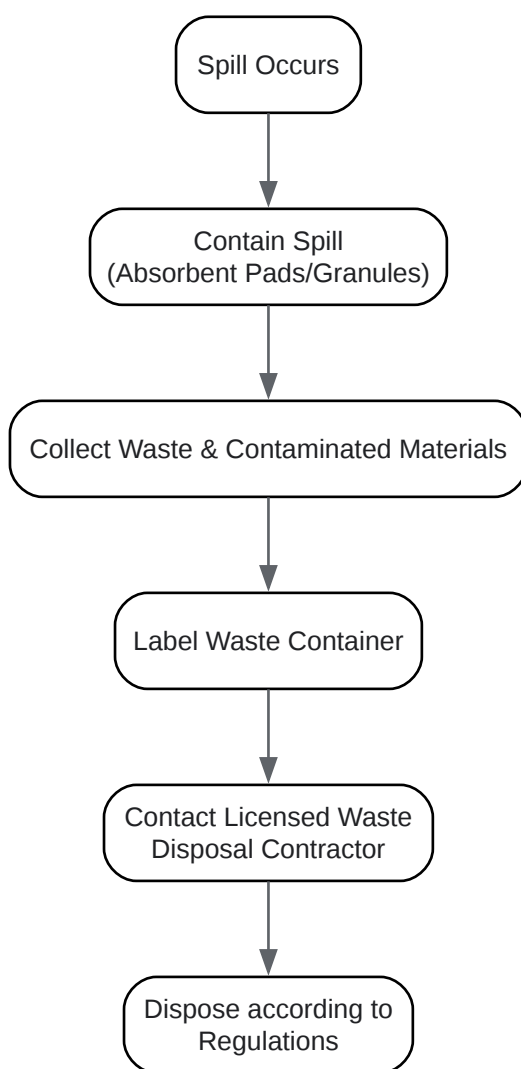 Spill Occurs
Contain Spill
(Absorbent Pads/Granules)
Collect Waste & Contaminated Materials
Label Waste Container
Contact Licensed Waste
Disposal Contractor
Dispose according to
Regulations